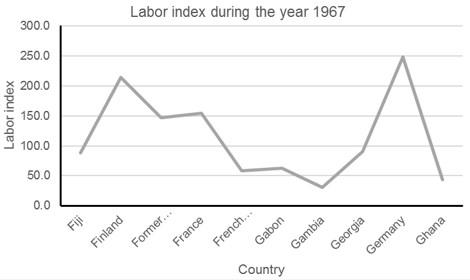 Labor index during the year 1967
300.0
250.0
200.0
150.0
100.0
50.0
0.0
Labor index
Fiji
Finland
Former...
France
French...
Gabon
Gambia
Georgia
Germany
Ghana
Country